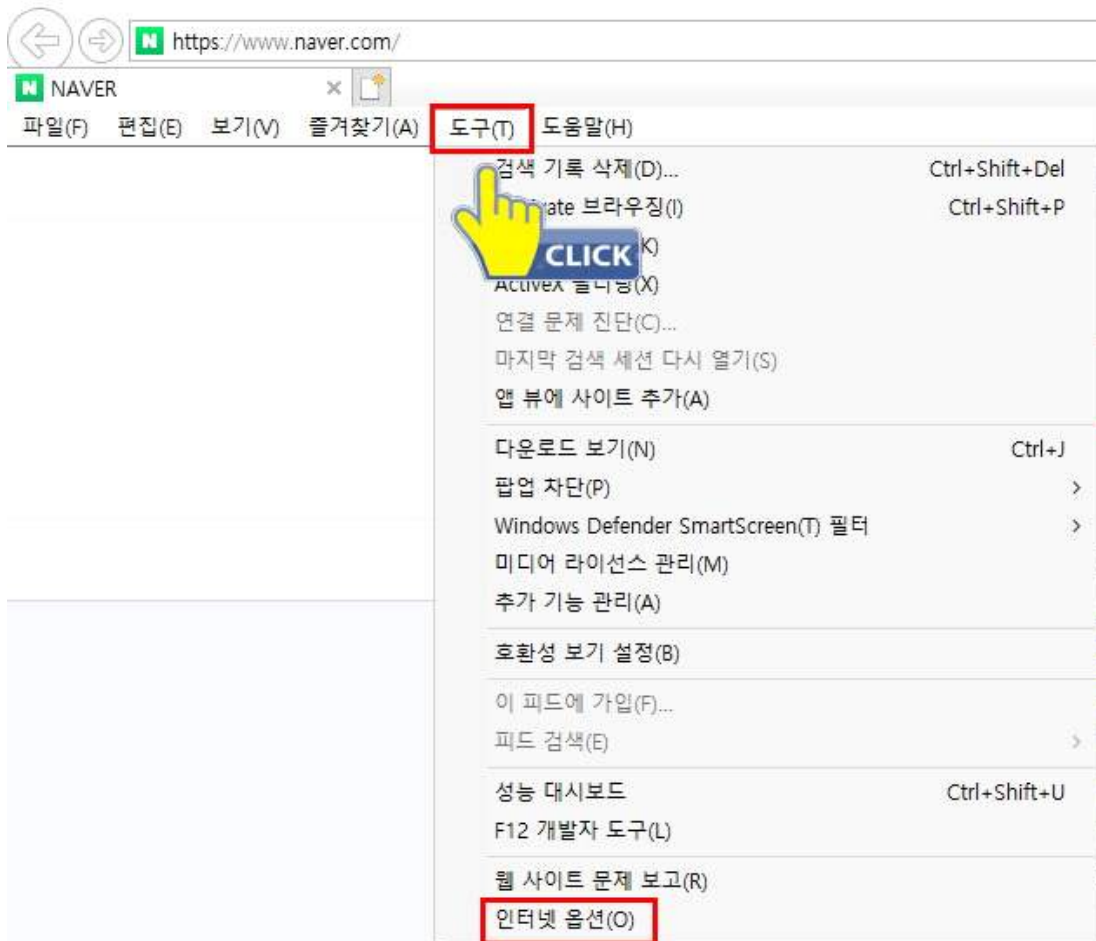 N https://www.naver.com/
N NAVER
파일(F) 편집(E) 보기(V) 즐겨찾기(A) 도구(T) 도움말(H)
검색 기록 삭제(D)... Ctrl+Shift+Del
ate 브라우징(I) Ctrl+Shift+P
CLICK K)
ActiveX 필터링(X)
연결 문제 진단(C)...
마지막 검색 세션 다시 열기(S)
앱 뷰에 사이트 추가(A)
다운로드 보기(N) Ctrl+J
팝업 차단(P) >
Windows Defender SmartScreen(T) 필터 >
미디어 라이선스 관리(M)
추가 기능 관리(A)
호환성 보기 설정(B)
이 피드에 가입(F)...
피드 검색(E) >
성능 대시보드 Ctrl+Shift+U
F12 개발자 도구(L)
웹 사이트 문제 보고(R)
인터넷 옵션(O)